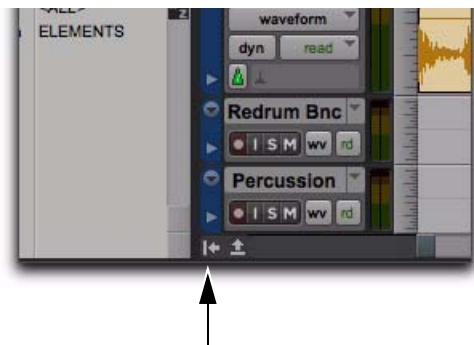 <ALL>
ELEMENTS
z
waveform
dyn read
Redrum Bnc
I S M wv rd
Percussion
I S M wv rd